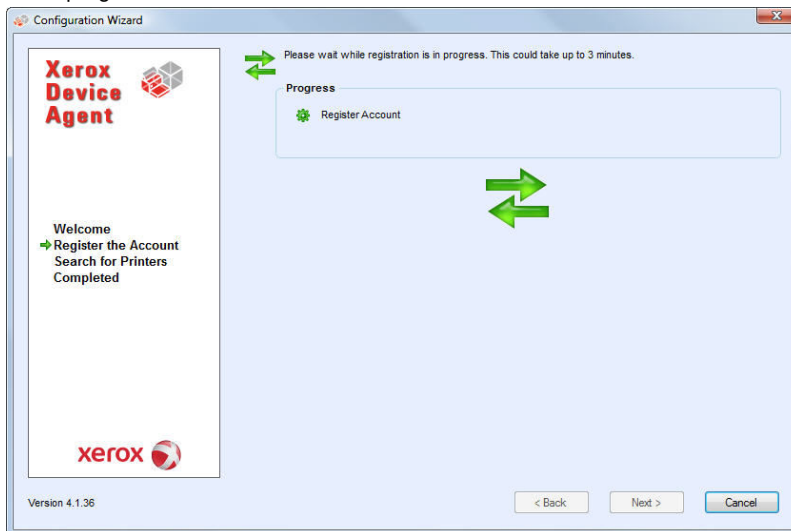 Configuration Wizard
Xerox
Device
Agent
Please wait while registration is in progress. This could take up to 3 minutes.
Progress
Register Account
Welcome
Register the Account
Search for Printers
Completed
xerox
Version 4.1.36
< Back
Next >
Cancel